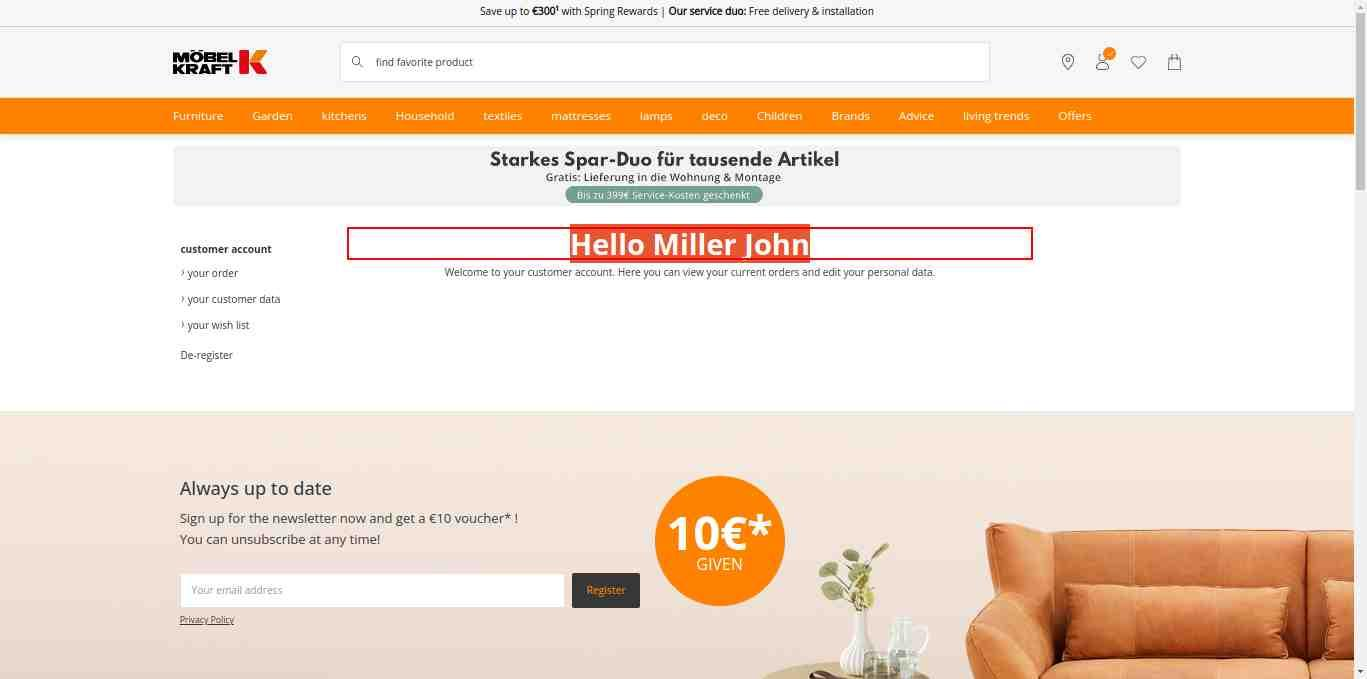 Save up to €300¹ with Spring Rewards | Our service duo: Free delivery & installation
MÖBEL
KRAFT
find favorite product
Furniture Garden kitchens Household textiles mattresses lamps deco Children Brands Advice living trends Offers
Starkes Spar-Duo für tausende Artikel
Gratis: Lieferung in die Wohnung & Montage
Bis zu 399€ Service-Kosten geschenkt
customer account
› your order
› your customer data
› your wish list
De-register
Hello Miller John
Welcome to your customer account. Here you can view your current orders and edit your personal data.
Always up to date
Sign up for the newsletter now and get a €10 voucher* !
You can unsubscribe at any time!
Your email address
Register
Privacy Policy
10€*
GIVEN